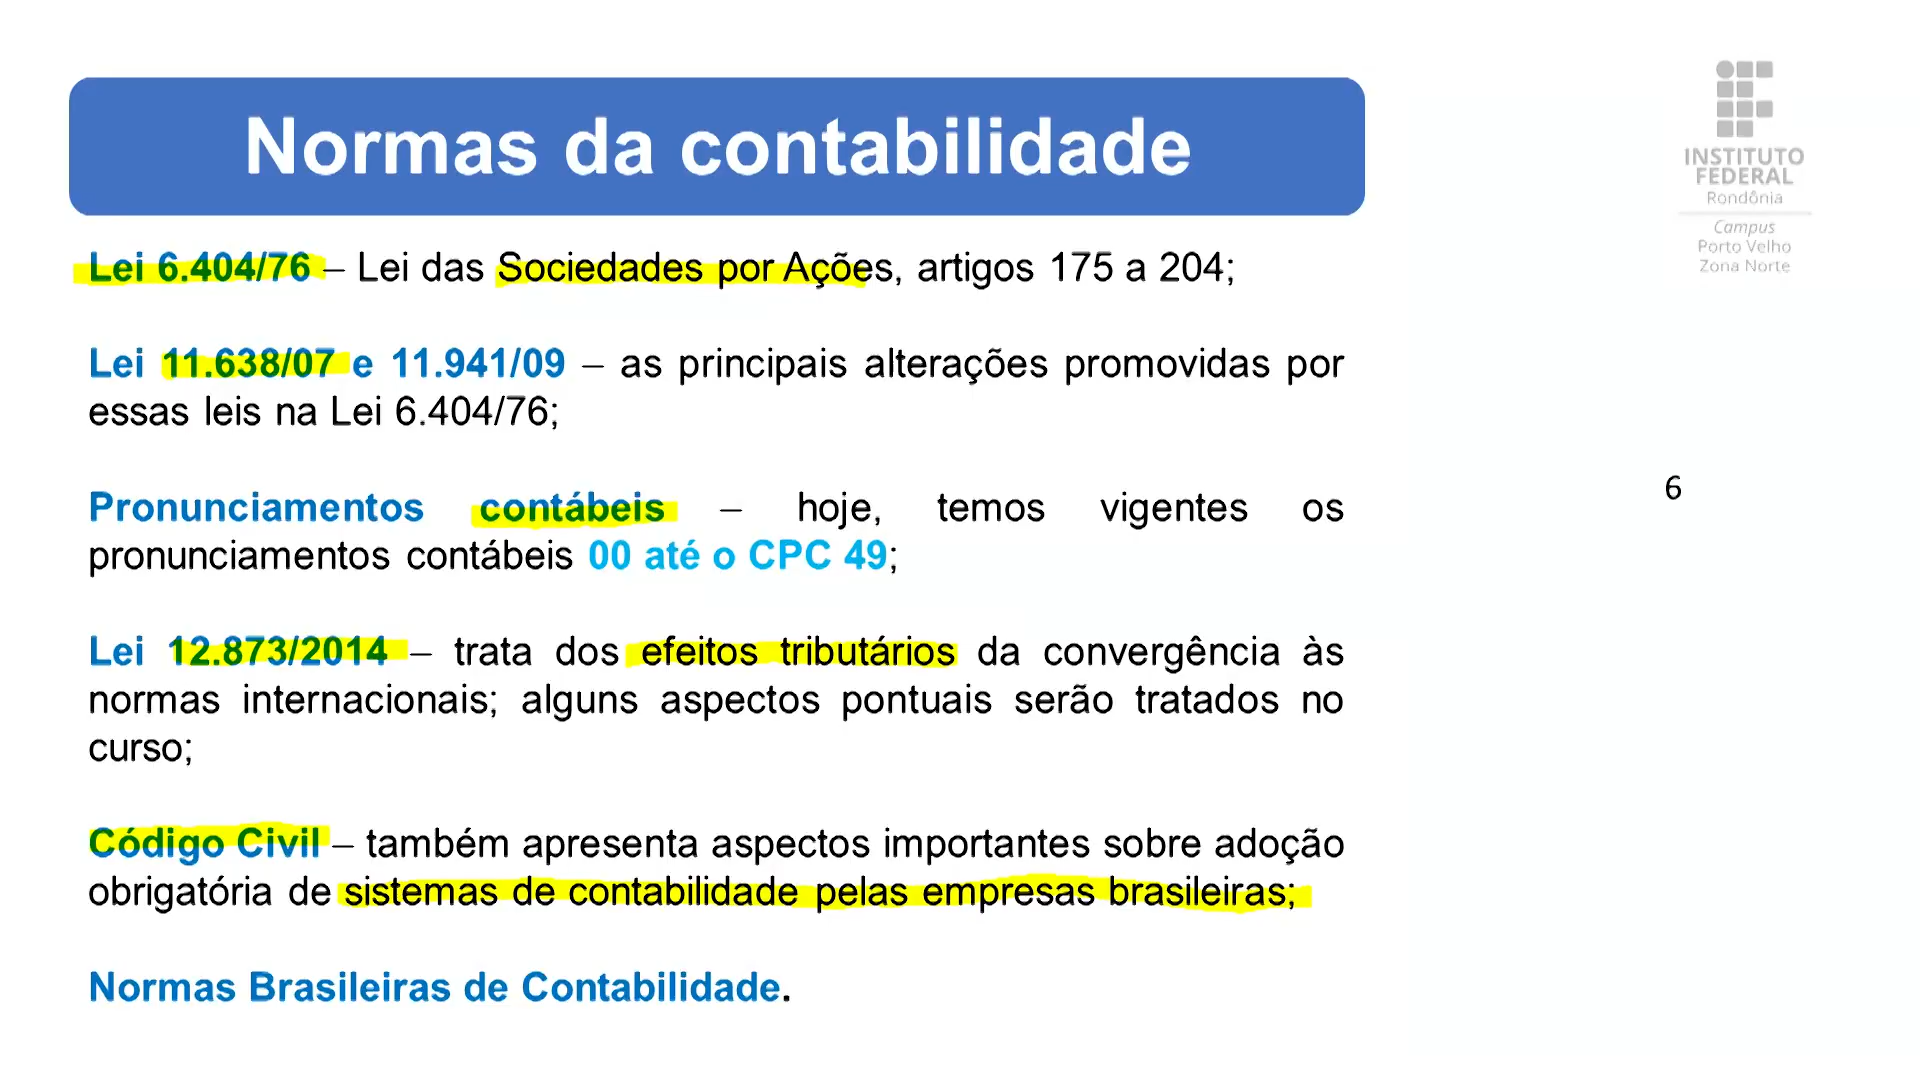 Normas da contabilidade
INSTITUTO
FEDERAL
Rondônia
Campus
Porto Velho
Zona Norte
Lei 6.404/76 – Lei das Sociedades por Ações, artigos 175 a 204;
Lei 11.638/07 e 11.941/09 – as principais alterações promovidas por
essas leis na Lei 6.404/76;
Pronunciamentos contábeis – hoje, temos vigentes os
pronunciamentos contábeis 00 até o CPC 49;
6
Lei 12.873/2014 – trata dos efeitos tributários da convergência às
normas internacionais; alguns aspectos pontuais serão tratados no
curso;
Código Civil – também apresenta aspectos importantes sobre adoção
obrigatória de sistemas de contabilidade pelas empresas brasileiras;
Normas Brasileiras de Contabilidade.